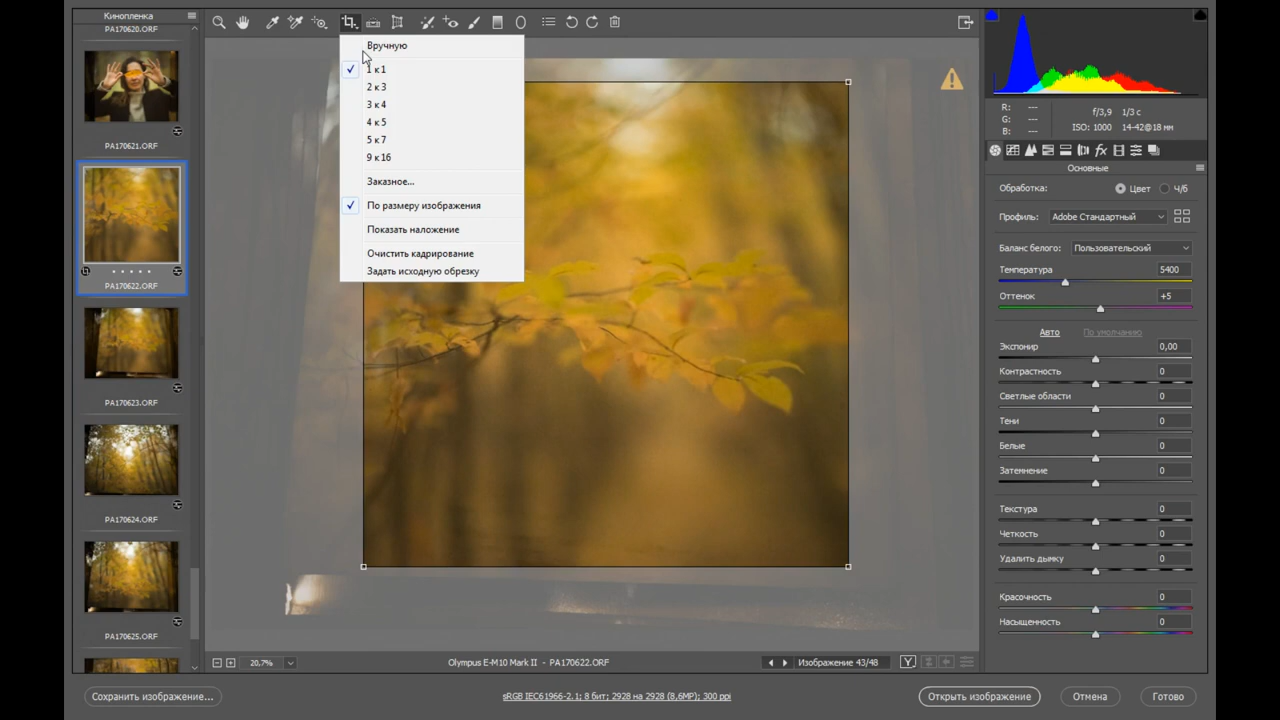 Кинопленка
PA170620.ORF
PA170621.ORF
PA170622.ORF
PA170623.ORF
PA170624.ORF
PA170625.ORF
Вручную
1 к 1
2 к 3
3 к 4
4 к 5
5 к 7
9 к 16
Заказное...
По размеру изображения
Показать наложение
Очистить кадрирование
Задать исходную обрезку
20,7%
Olympus E-M10 Mark II - PA170622.ORF
Изображение 43/48
Y
R: ---
G: ---
B: ---
f/3,9 1/3 с
ISO: 1000 14-42@18 мм
fx
Основные
Обработка: Цвет Ч/б
Профиль: Adobe Стандартный
Баланс белого: Пользовательский
Температура 5400
Оттенок +5
Авто По умолчанию
Экспонир 0,00
Контрастность 0
Светлые области 0
Тени 0
Белые 0
Затемнение 0
Текстура 0
Четкость 0
Удалить дымку 0
Красочность 0
Насыщенность 0
Сохранить изображение...
sRGB IEC61966-2.1; 8 бит; 2928 на 2928 (8,6MP); 300 ppi
Открыть изображение
Отмена
Готово